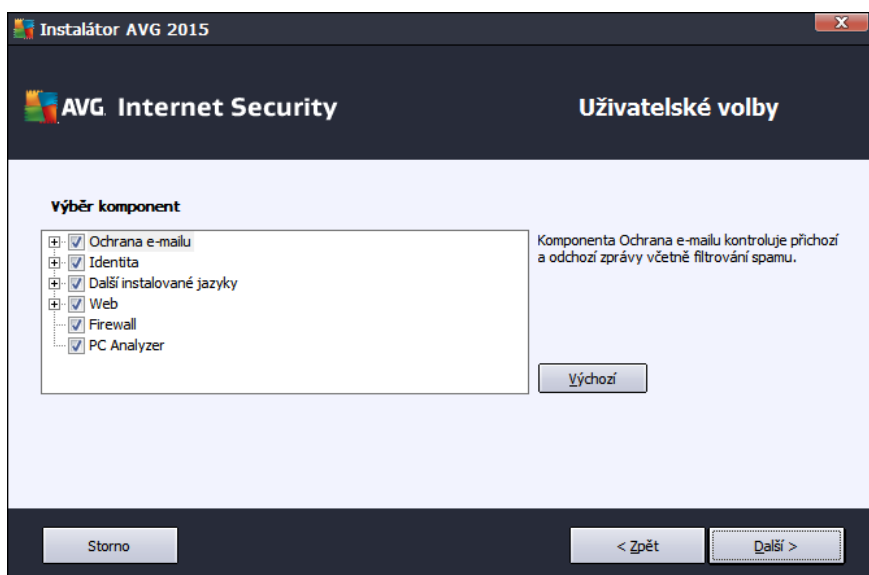 Instalátor AVG 2015
AVG Internet Security
Uživatelské volby
Výběr komponent
Ochrana e-mailu
Identita
Další instalované jazyky
Web
Firewall
PC Analyzer
Komponenta Ochrana e-mailu kontroluje příchozí
a odchozí zprávy včetně filtrování spamu.
Výchozí
Storno
< Zpět
Další >